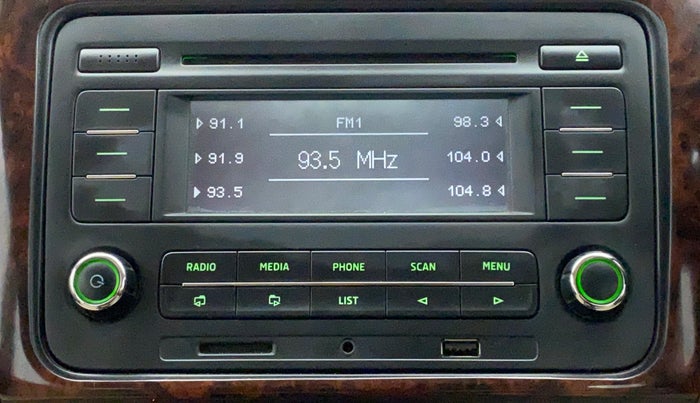 91.1 FM1 98.3
91.9 93.5 MHz 104.0
93.5 104.8
RADIO MEDIA PHONE SCAN MENU
LIST